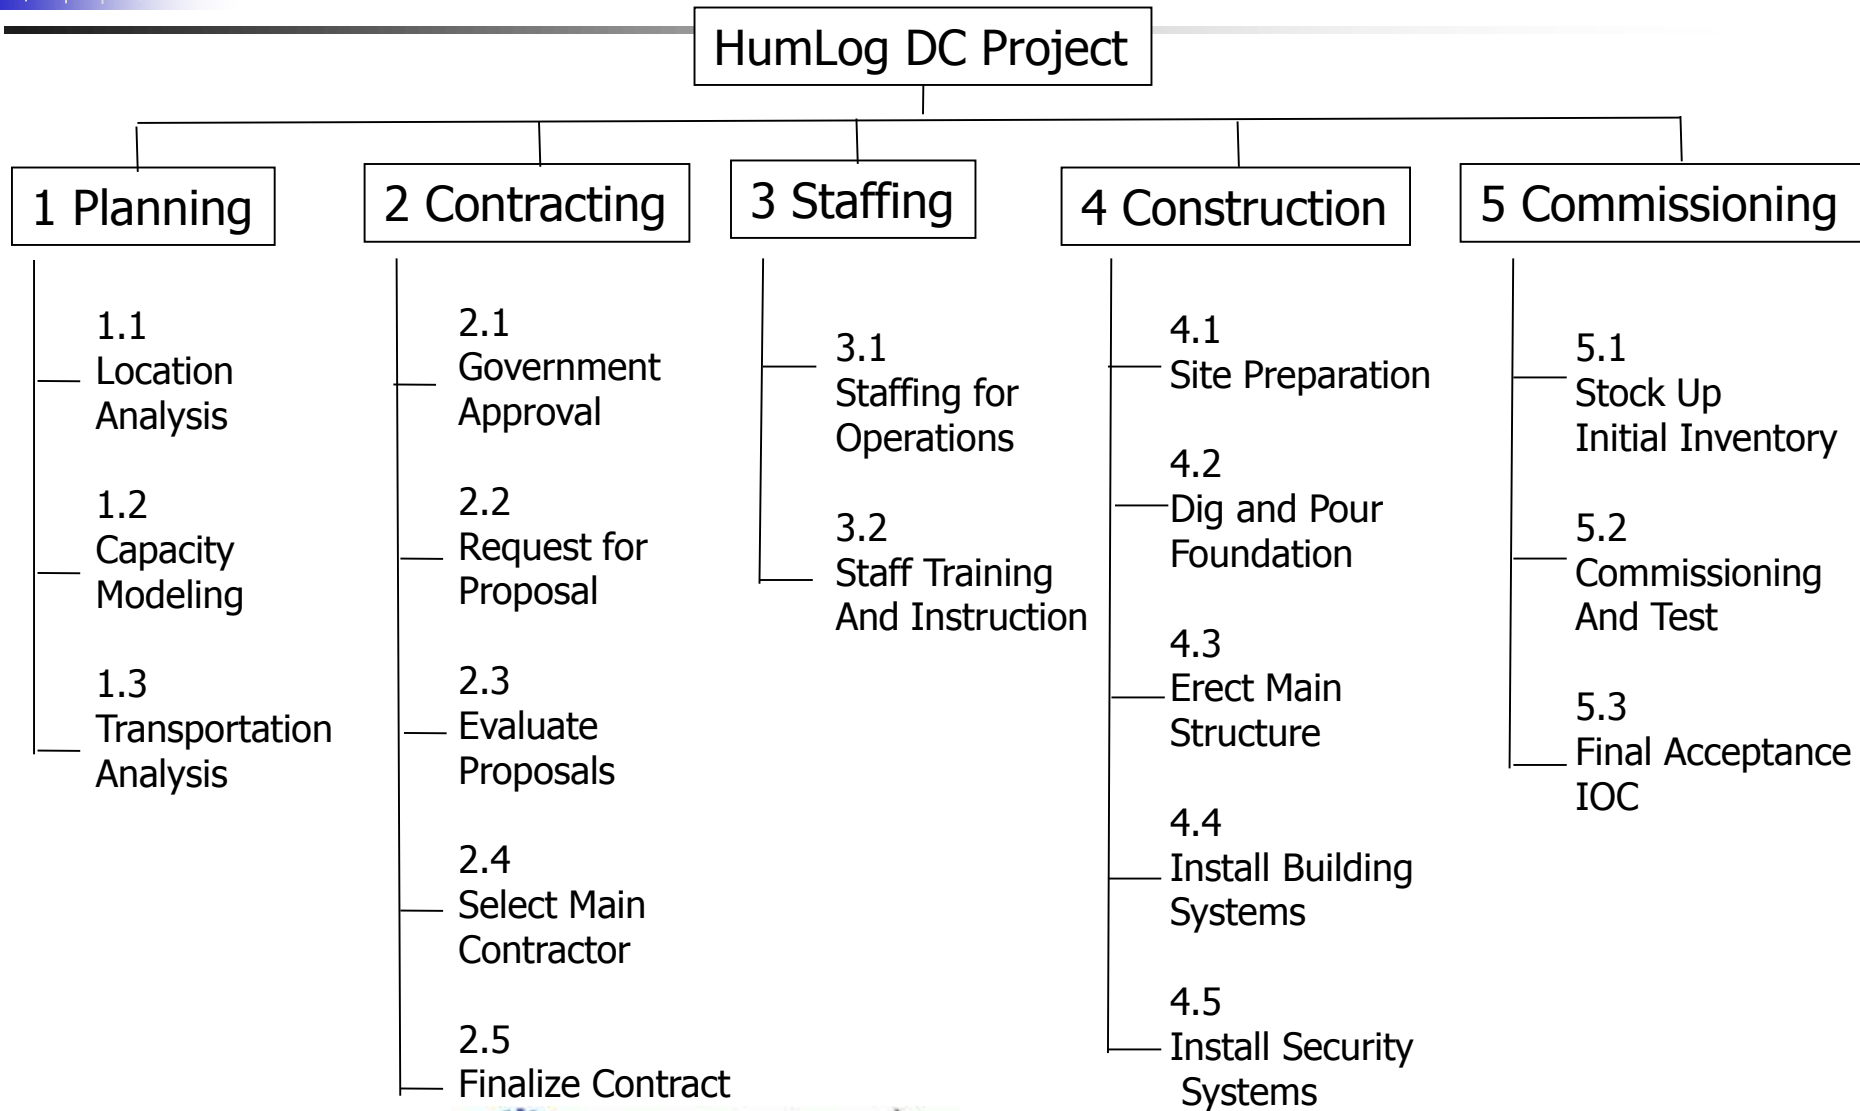 HumLog DC Project
1 Planning
2 Contracting
3 Staffing
4 Construction
5 Commissioning
1.1
Location
Analysis
1.2
Capacity
Modeling
1.3
Transportation
Analysis
2.1
Government
Approval
2.2
Request for
Proposal
2.3
Evaluate
Proposals
2.4
Select Main
Contractor
2.5
Finalize Contract
3.1
Staffing for
Operations
3.2
Staff Training
And Instruction
4.1
Site Preparation
4.2
Dig and Pour
Foundation
4.3
Erect Main
Structure
4.4
Install Building
Systems
4.5
Install Security
Systems
5.1
Stock Up
Initial Inventory
5.2
Commissioning
And Test
5.3
Final Acceptance
IOC